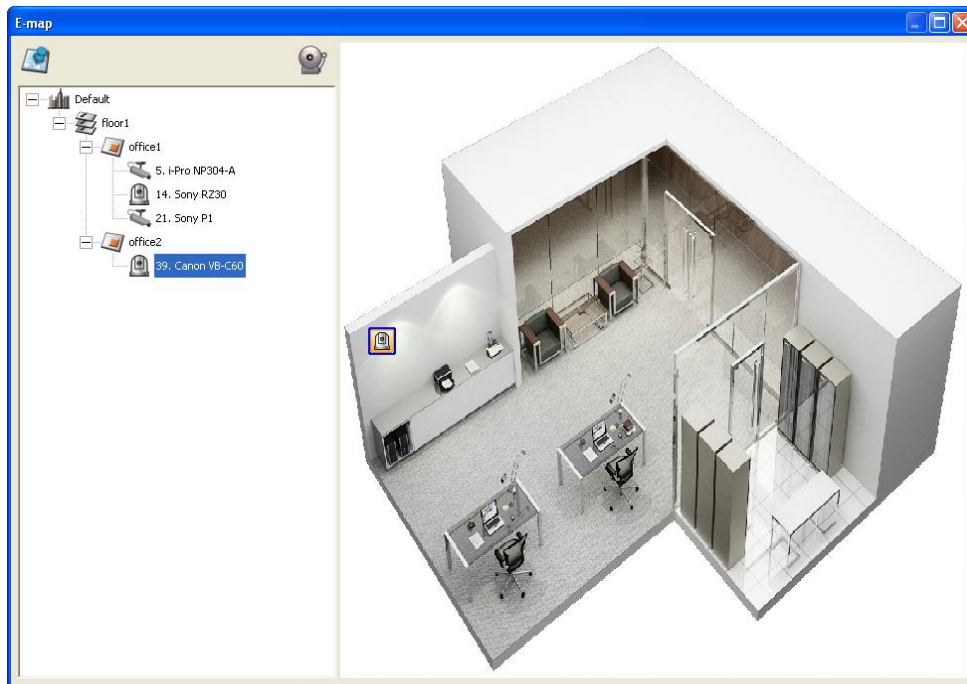 E-map
Default
floor1
office1
5. i-Pro NP304-A
14. Sony RZ30
21. Sony P1
office2
39. Canon VB-C60